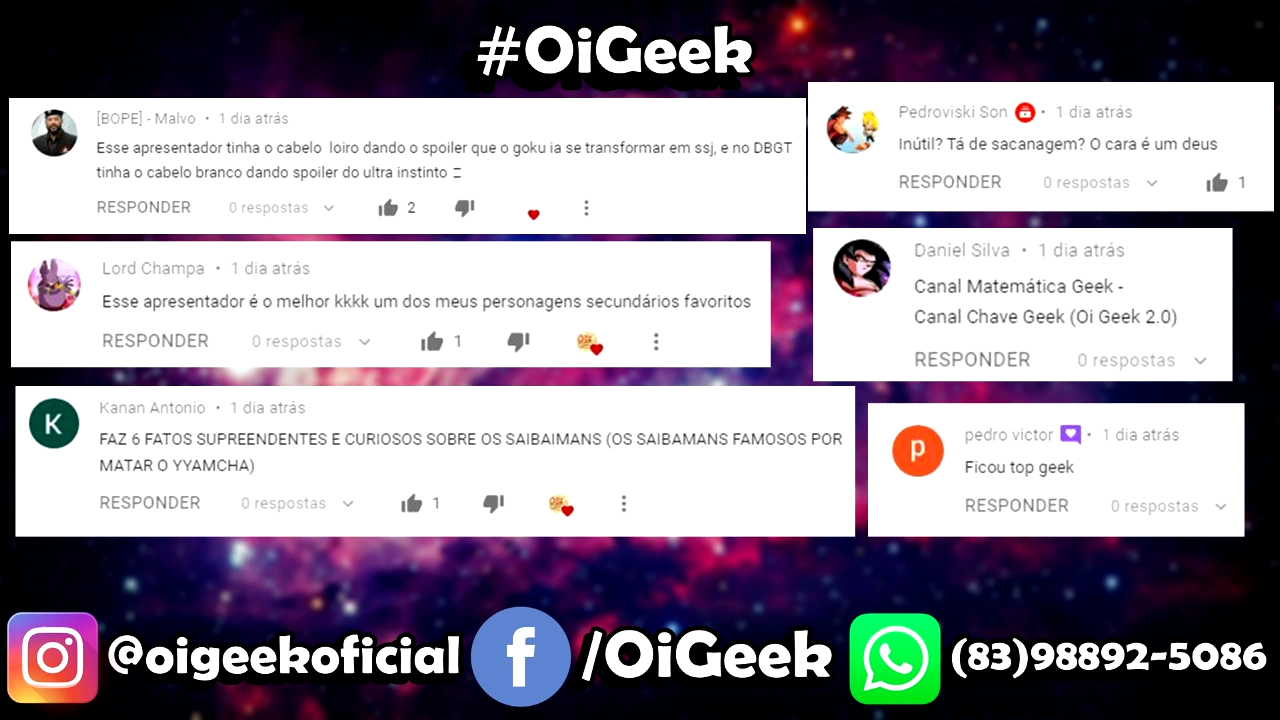 #OiGeek
[BOPE] - Malvo • 1 dia atrás
Esse apresentador tinha o cabelo loiro dando o spoiler que o goku ia se transformar em ssj, e no DBGT
tinha o cabelo branco dando spoiler do ultra instinto
RESPONDER 0 respostas 2
Lord Champa • 1 dia atrás
Esse apresentador é o melhor kkkk um dos meus personagens secundários favoritos
RESPONDER 0 respostas 1
K
Kanan Antonio • 1 dia atrás
FAZ 6 FATOS SUPREENDENTES E CURIOSOS SOBRE OS SAIBAIMANS (OS SAIBAMANS FAMOSOS POR
MATAR O YYAMCHA)
RESPONDER 0 respostas 1
Pedroviski Son • 1 dia atrás
Inútil? Tá de sacanagem? O cara é um deus
RESPONDER 0 respostas 1
Daniel Silva • 1 dia atrás
Canal Matemática Geek -
Canal Chave Geek (Oi Geek 2.0)
RESPONDER 0 respostas
p
pedro victor • 1 dia atrás
Ficou top geek
RESPONDER 0 respostas
@oigeekoficial /OiGeek (83)98892-5086